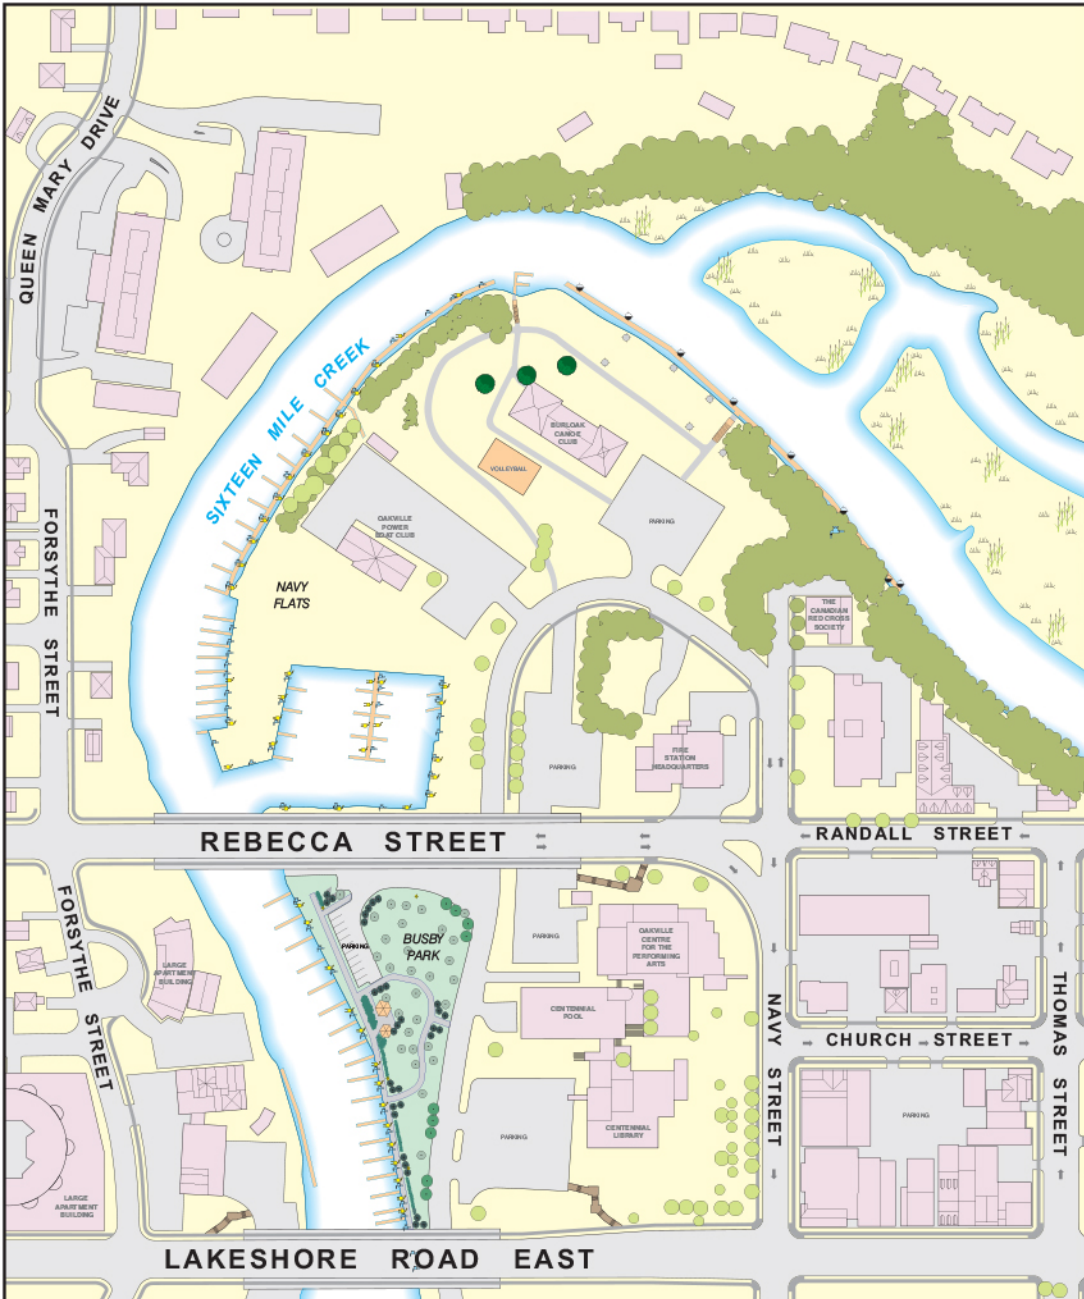 QUEEN MARY DRIVE
SIXTEEN MILE CREEK
BURLOAK
CANOE
CLUB
VOLLEYBALL
OAKVILLE
POWER
BOAT CLUB
PARKING
FORSYTHE STREET
NAVY
FLATS
THE
CANADIAN
RED CROSS
SOCIETY
FIRE
STATION
HEADQUARTERS
PARKING
REBECCA STREET
RANDALL STREET
FORSYTHE STREET
LARGE
APARTMENT
BUILDING
PARKING
BUSBY
PARK
PARKING
OAKVILLE
CENTRE
FOR THE
PERFORMING
ARTS
CENTENNIAL
POOL
NAVY STREET
THOMAS STREET
CHURCH STREET
PARKING
PARKING
CENTENNIAL
LIBRARY
LARGE
APARTMENT
BUILDING
LAKESHORE ROAD EAST